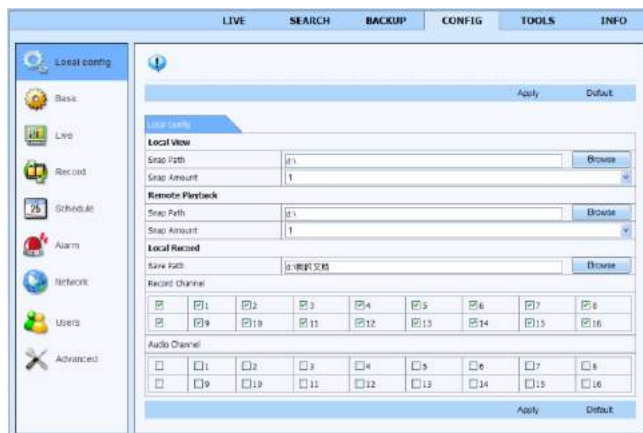 LIVE SEARCH BACKUP CONFIG TOOLS INFO
Local config
Basic
Live
Record
Schedule
25
Alarm
Network
Users
Advanced
Apply Default
Local Config
Local View
Snap Path d:\ Browse
Snap Amount 1
Remote Playback
Snap Path d:\ Browse
Snap Amount 1
Local Record
Save Path d:\我的文档 Browse
Record Channel
1 2 3 4 5 6 7 8
9 10 11 12 13 14 15 16
Audio Channel
1 2 3 4 5 6 7 8
9 10 11 12 13 14 15 16
Apply Default